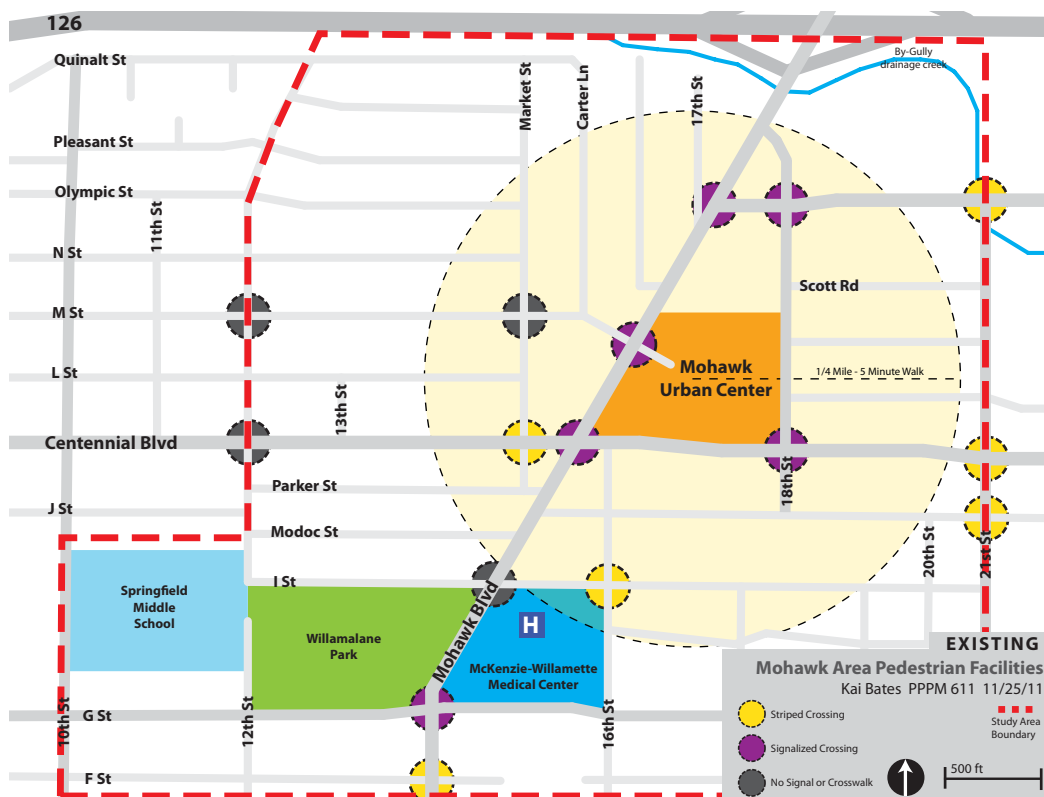 126
Quinalt St
By-Gully
drainage creek
Market St
Carter Ln
17th St
Pleasant St
Olympic St
11th St
N St
Scott Rd
M St
Mohawk
Urban Center
1/4 Mile - 5 Minute Walk
L St
13th St
Centennial Blvd
18th St
Parker St
J St
Modoc St
20th St
21st St
I St
Springfield
Middle
School
Willamalane
Park
Mohawk Blvd
H
McKenzie-Willamette
Medical Center
10th St
12th St
16th St
G St
F St
EXISTING
Mohawk Area Pedestrian Facilities
Kai Bates PPPM 611 11/25/11
Striped Crossing
Study Area
Boundary
Signalized Crossing
No Signal or Crosswalk
500 ft